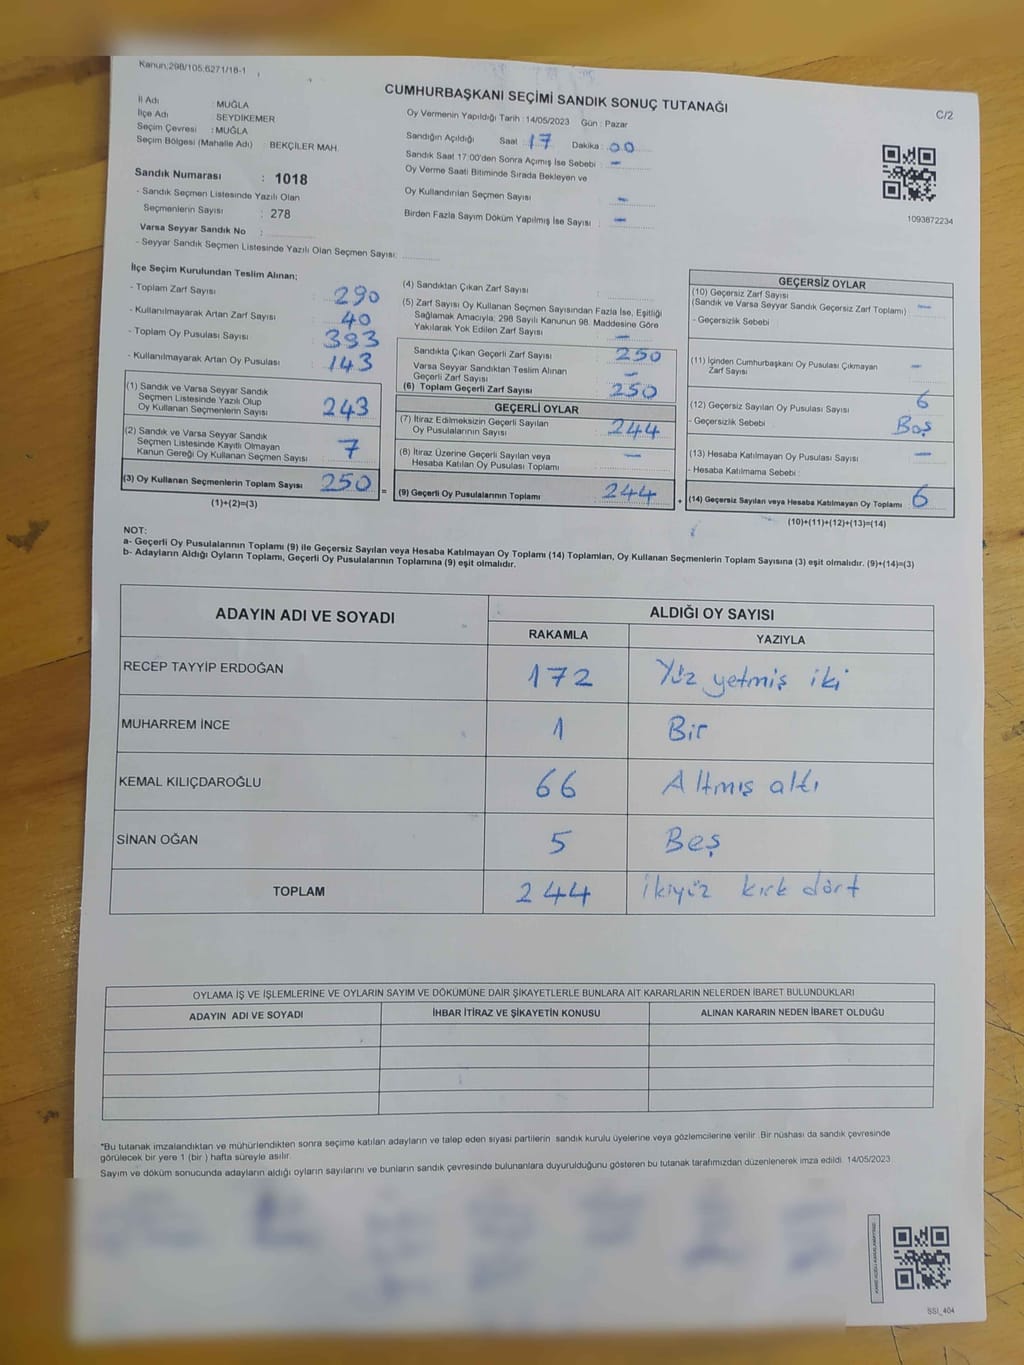 Kanun:298/105:6271/18-1
CUMHURBAŞKANI SEÇİMİ SANDIK SONUÇ TUTANAĞI
C/2
İl Adı : MUĞLA
İlçe Adı : SEYDİKEMER
Seçim Çevresi : MUĞLA
Seçim Bölgesi (Mahalle Adı) : BEKÇİLER MAH.
Sandık Numarası : 1018
- Sandık Seçmen Listesinde Yazılı Olan
Seçmenlerin Sayısı : 278
Varsa Seyyar Sandık No :
- Seyyar Sandık Seçmen Listesinde Yazılı Olan Seçmen Sayısı:
Oy Vermenin Yapıldığı Tarih : 14/05/2023 Gün : Pazar
Sandığın Açıldığı Saat : 17 Dakika : 00
Sandık Saat 17:00'den Sonra Açılmış İse Sebebi : -
Oy Verme Saati Bitiminde Sırada Bekleyen ve
Oy Kullandırılan Seçmen Sayısı : -
Birden Fazla Sayım Döküm Yapılmış İse Sayısı : -
1093872234
İlçe Seçim Kurulundan Teslim Alınan;
- Toplam Zarf Sayısı : 290
- Kullanılmayarak Artan Zarf Sayısı : 40
- Toplam Oy Pusulası Sayısı : 393
- Kullanılmayarak Artan Oy Pusulası : 143
(1) Sandık ve Varsa Seyyar Sandık
Seçmen Listesinde Yazılı Olup
Oy Kullanan Seçmenlerin Sayısı 243
(2) Sandık ve Varsa Seyyar Sandık
Seçmen Listesinde Kayıtlı Olmayan
Kanun Gereği Oy Kullanan Seçmen Sayısı 7
(3) Oy Kullanan Seçmenlerin Toplam Sayısı 250
(1)+(2)=(3)
=
(4) Sandıktan Çıkan Zarf Sayısı :
(5) Zarf Sayısı Oy Kullanan Seçmen Sayısından Fazla İse, Eşitliği
Sağlamak Amacıyla; 298 Sayılı Kanunun 98. Maddesine Göre
Yakılarak Yok Edilen Zarf Sayısı : -
Sandıkta Çıkan Geçerli Zarf Sayısı 250
Varsa Seyyar Sandıktan Teslim Alınan
Geçerli Zarf Sayısı -
(6) Toplam Geçerli Zarf Sayısı 250
GEÇERLİ OYLAR
(7) İtiraz Edilmeksizin Geçerli Sayılan
Oy Pusulalarının Sayısı 244
(8) İtiraz Üzerine Geçerli Sayılan veya
Hesaba Katılan Oy Pusulası Toplamı -
(9) Geçerli Oy Pusulalarının Toplamı 244
+
GEÇERSİZ OYLAR
(10) Geçersiz Zarf Sayısı
(Sandık ve Varsa Seyyar Sandık Geçersiz Zarf Toplamı) : -
- Geçersizlik Sebebi :
(11) İçinden Cumhurbaşkanı Oy Pusulası Çıkmayan
Zarf Sayısı -
(12) Geçersiz Sayılan Oy Pusulası Sayısı 6
- Geçersizlik Sebebi : Boş
(13) Hesaba Katılmayan Oy Pusulası Sayısı -
- Hesaba Katılmama Sebebi :
(14) Geçersiz Sayılan veya Hesaba Katılmayan Oy Toplamı : 6
(10)+(11)+(12)+(13)=(14)
NOT:
a- Geçerli Oy Pusulalarının Toplamı (9) ile Geçersiz Sayılan veya Hesaba Katılmayan Oy Toplamı (14) Toplamları, Oy Kullanan Seçmenlerin Toplam Sayısına (3) eşit olmalıdır. (9)+(14)=(3)
b- Adayların Aldığı Oyların Toplamı, Geçerli Oy Pusulalarının Toplamına (9) eşit olmalıdır.
ADAYIN ADI VE SOYADI ALDIĞI OY SAYISI
RAKAMLA YAZIYLA
RECEP TAYYİP ERDOĞAN 172 Yüz yetmiş iki
MUHARREM İNCE 1 Bir
KEMAL KILIÇDAROĞLU 66 Altmış altı
SİNAN OĞAN 5 Beş
TOPLAM 244 ikiyüz kırk dört
OYLAMA İŞ VE İŞLEMLERİNE VE OYLARIN SAYIM VE DÖKÜMÜNE DAİR ŞİKAYETLERLE BUNLARA AİT KARARLARIN NELERDEN İBARET BULUNDUKLARI
ADAYIN ADI VE SOYADI İHBAR İTİRAZ VE ŞİKAYETİN KONUSU ALINAN KARARIN NEDEN İBARET OLDUĞU
*Bu tutanak imzalandıktan ve mühürlendikten sonra seçime katılan adayların ve talep eden siyasi partilerin sandık kurulu üyelerine veya gözlemcilerine verilir. Bir nüshası da sandık çevresinde
görülecek bir yere 1 (bir ) hafta süreyle asılır.
Sayım ve döküm sonucunda adayların aldığı oyların sayılarını ve bunların sandık çevresinde bulunanlara duyurulduğunu gösteren bu tutanak tarafımızdan düzenlenerek imza edildi. 14/05/2023
SSI_404